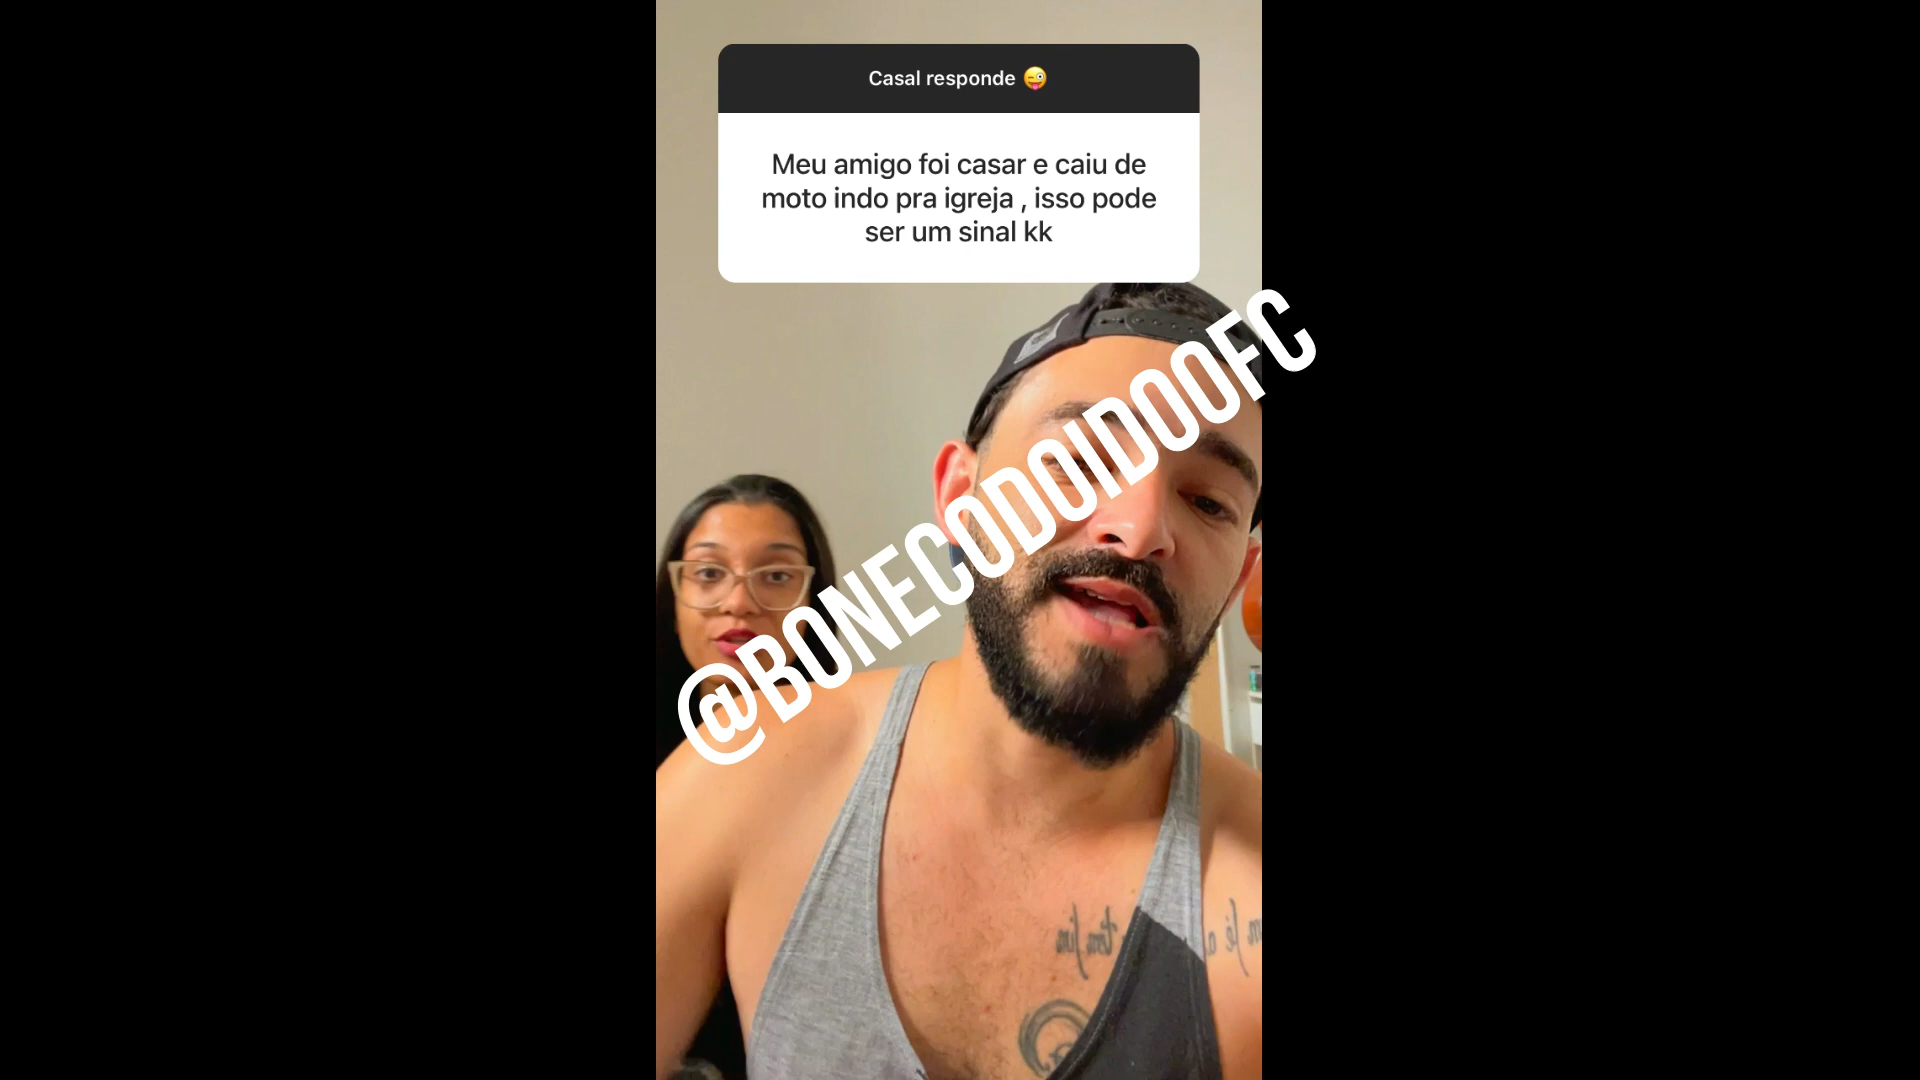 Casal responde 😜
Meu amigo foi casar e caiu de
moto indo pra igreja , isso pode
ser um sinal kk
@BONECODOIDOOFC